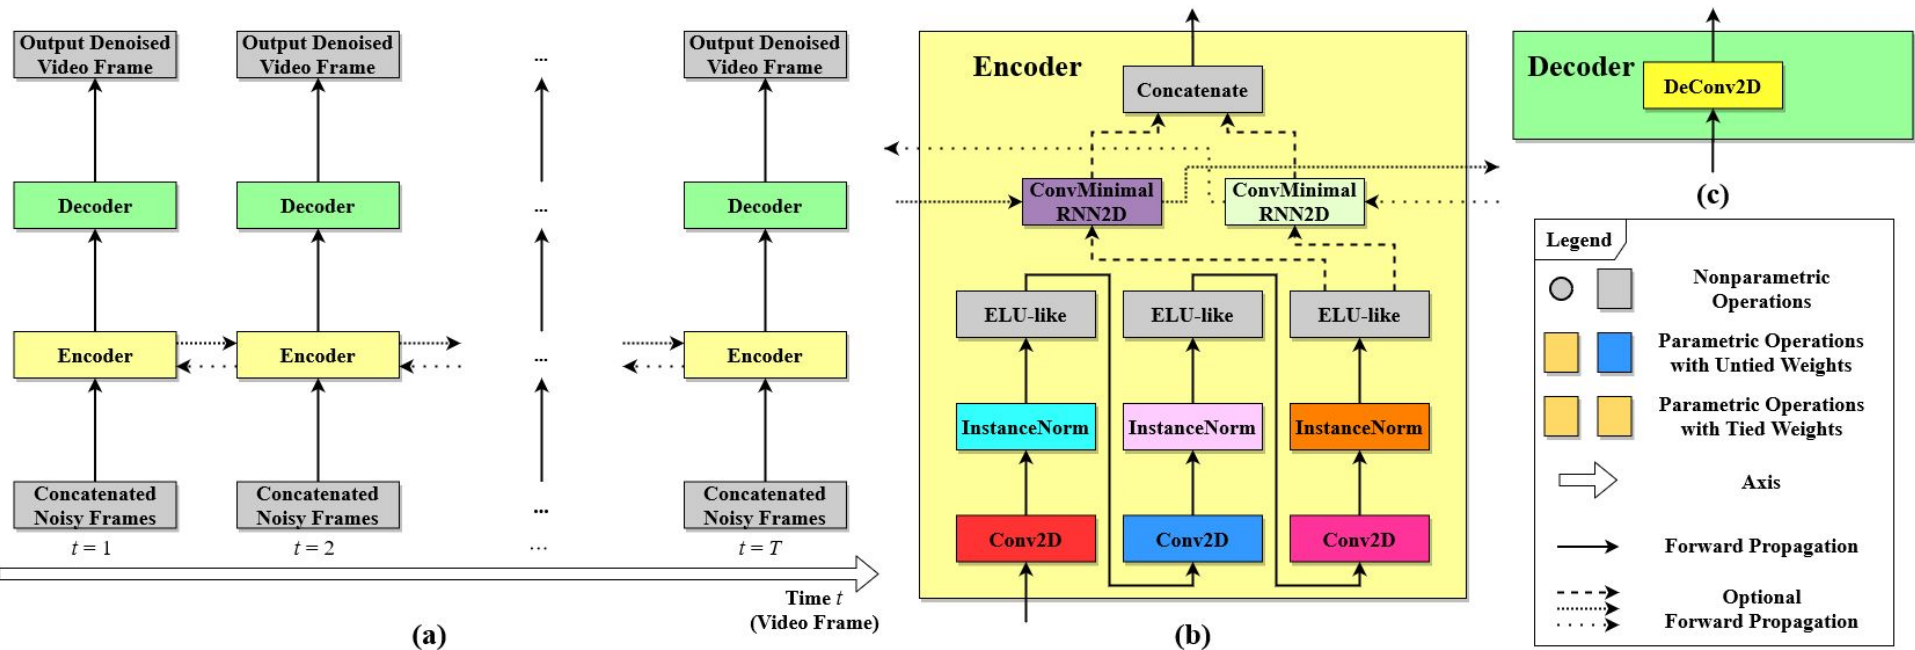 Output Denoised
Video Frame
Output Denoised
Video Frame
...
Output Denoised
Video Frame
Decoder
Decoder
...
Decoder
Encoder
Encoder
...
Encoder
Concatenated
Noisy Frames
Concatenated
Noisy Frames
...
Concatenated
Noisy Frames
t = 1
t = 2
...
t = T
Time t
(Video Frame)
(a)
Encoder
Concatenate
ConvMinimal
RNN2D
ConvMinimal
RNN2D
ELU-like
ELU-like
ELU-like
InstanceNorm
InstanceNorm
InstanceNorm
Conv2D
Conv2D
Conv2D
(b)
Decoder
DeConv2D
(c)
Legend
Nonparametric
Operations
Parametric Operations
with Untied Weights
Parametric Operations
with Tied Weights
Axis
Forward Propagation
Optional
Forward Propagation